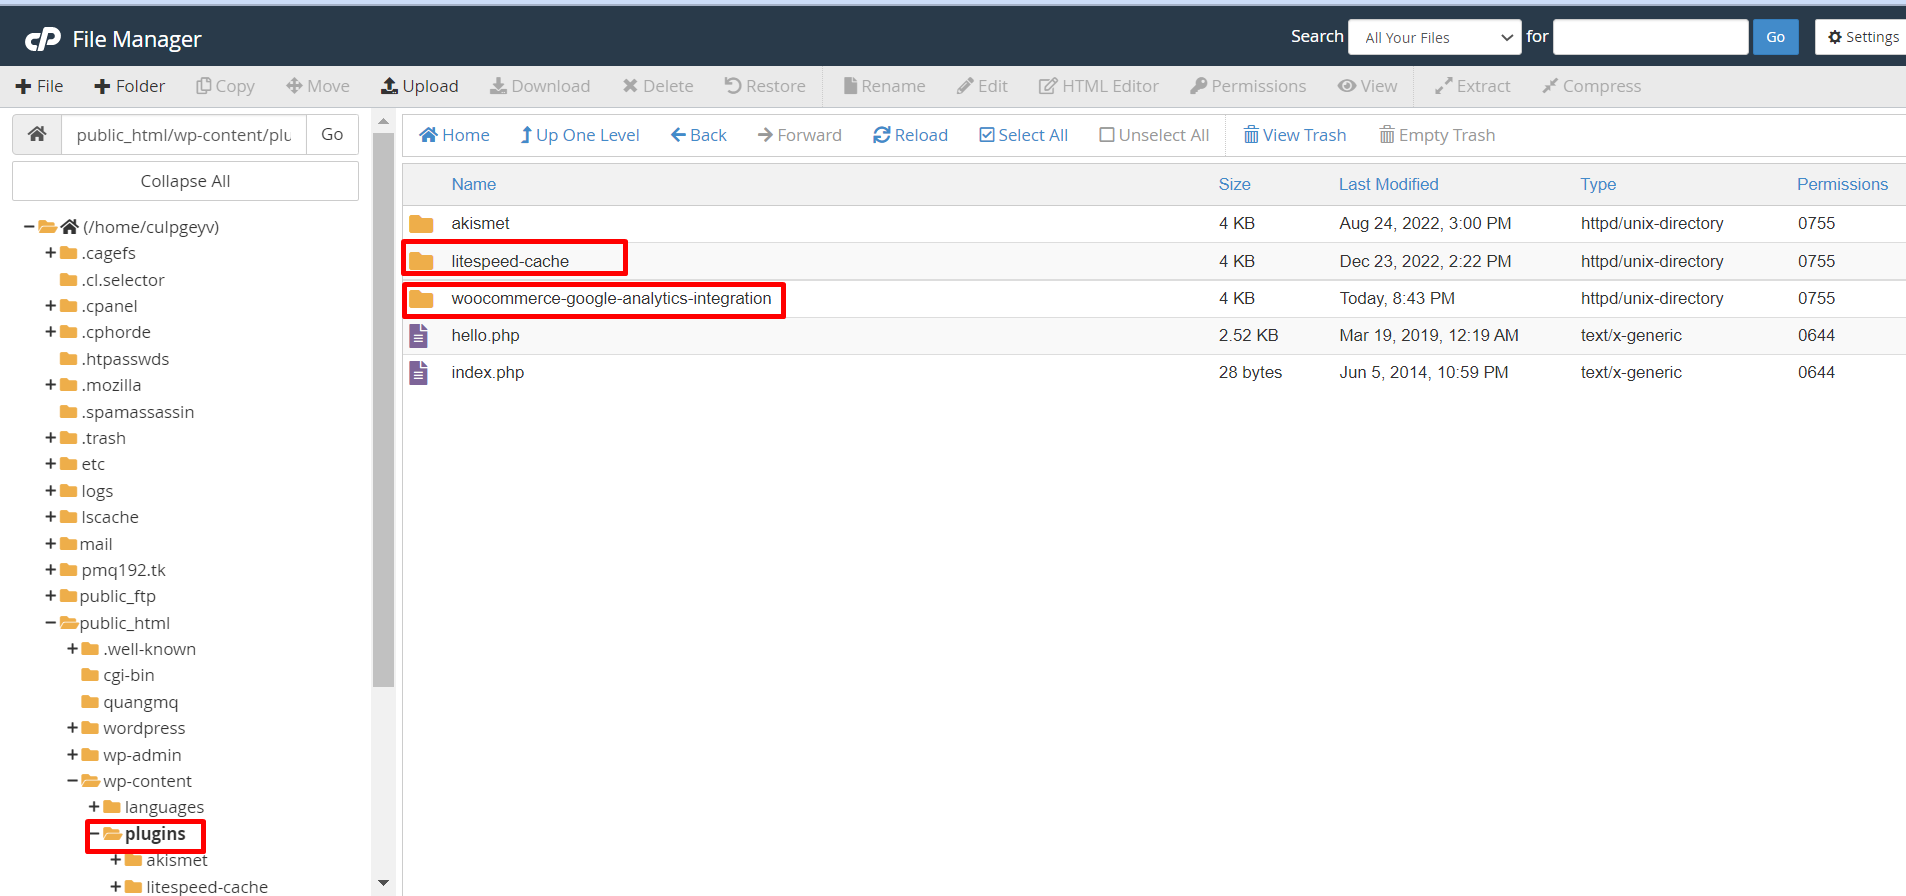 cP File Manager
Search All Your Files for Go Settings
File Folder Copy Move Upload Download Delete Restore Rename Edit HTML Editor Permissions View Extract Compress
public_html/wp-content/plu Go
Home Up One Level Back Forward Reload Select All Unselect All View Trash Empty Trash
Collapse All
Name Size Last Modified Type Permissions
akismet 4 KB Aug 24, 2022, 3:00 PM httpd/unix-directory 0755
litespeed-cache 4 KB Dec 23, 2022, 2:22 PM httpd/unix-directory 0755
woocommerce-google-analytics-integration 4 KB Today, 8:43 PM httpd/unix-directory 0755
hello.php 2.52 KB Mar 19, 2019, 12:19 AM text/x-generic 0644
index.php 28 bytes Jun 5, 2014, 10:59 PM text/x-generic 0644
(/home/culpgeyv)
.cagefs
.cl.selector
.cpanel
.cphorde
.htpasswds
.mozilla
.spamassassin
.trash
etc
logs
lscache
mail
pmq192.tk
public_ftp
public_html
.well-known
cgi-bin
quangmq
wordpress
wp-admin
wp-content
languages
plugins
akismet
litespeed-cache